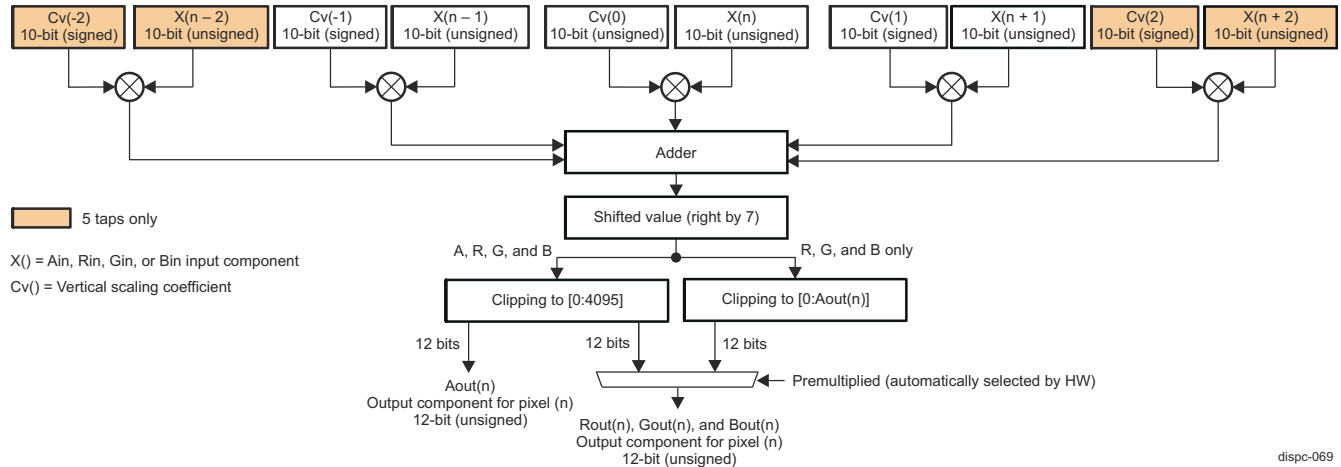 Cv(-2)
10-bit (signed)
X(n – 2)
10-bit (unsigned)
Cv(-1)
10-bit (signed)
X(n – 1)
10-bit (unsigned)
Cv(0)
10-bit (unsigned)
X(n)
10-bit (unsigned)
Cv(1)
10-bit (signed)
X(n + 1)
10-bit (unsigned)
Cv(2)
10-bit (signed)
X(n + 2)
10-bit (unsigned)
Adder
5 taps only
Shifted value (right by 7)
X() = Ain, Rin, Gin, or Bin input component
Cv() = Vertical scaling coefficient
A, R, G, and B
R, G, and B only
Clipping to [0:4095]
Clipping to [0:Aout(n)]
12 bits
12 bits
12 bits
Aout(n)
Output component for pixel (n)
12-bit (unsigned)
Premultiplied (automatically selected by HW)
Rout(n), Gout(n), and Bout(n)
Output component for pixel (n)
12-bit (unsigned)
dispc-069